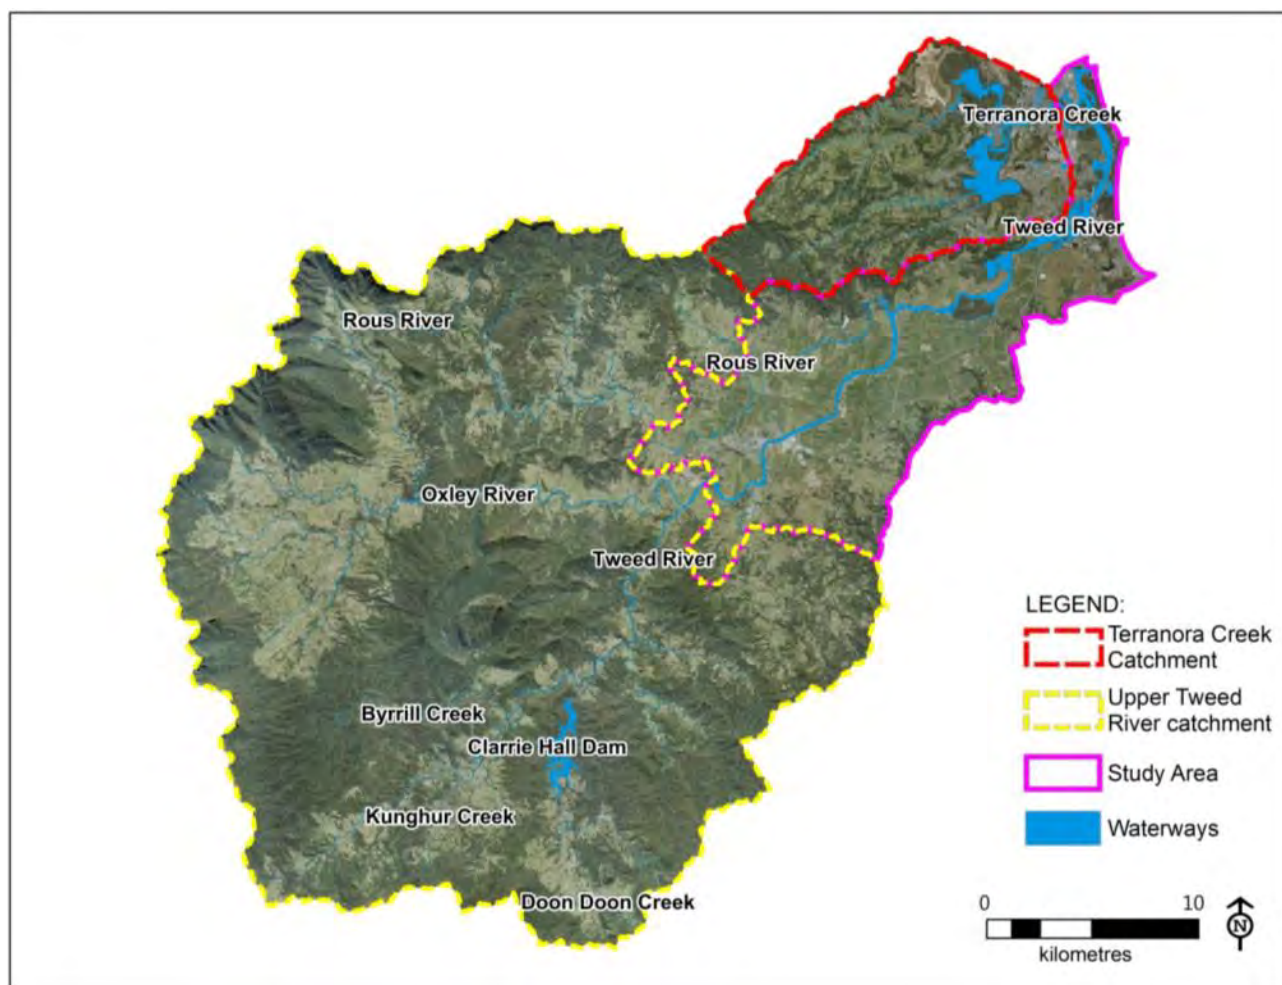 Terranora Creek
Tweed River
Rous River
Rous River
Oxley River
Tweed River
Byrrill Creek
Clarrie Hall Dam
Kunghur Creek
Doon Doon Creek
LEGEND:
Terranora Creek
Catchment
Upper Tweed
River catchment
Study Area
Waterways
0 10
kilometres
N